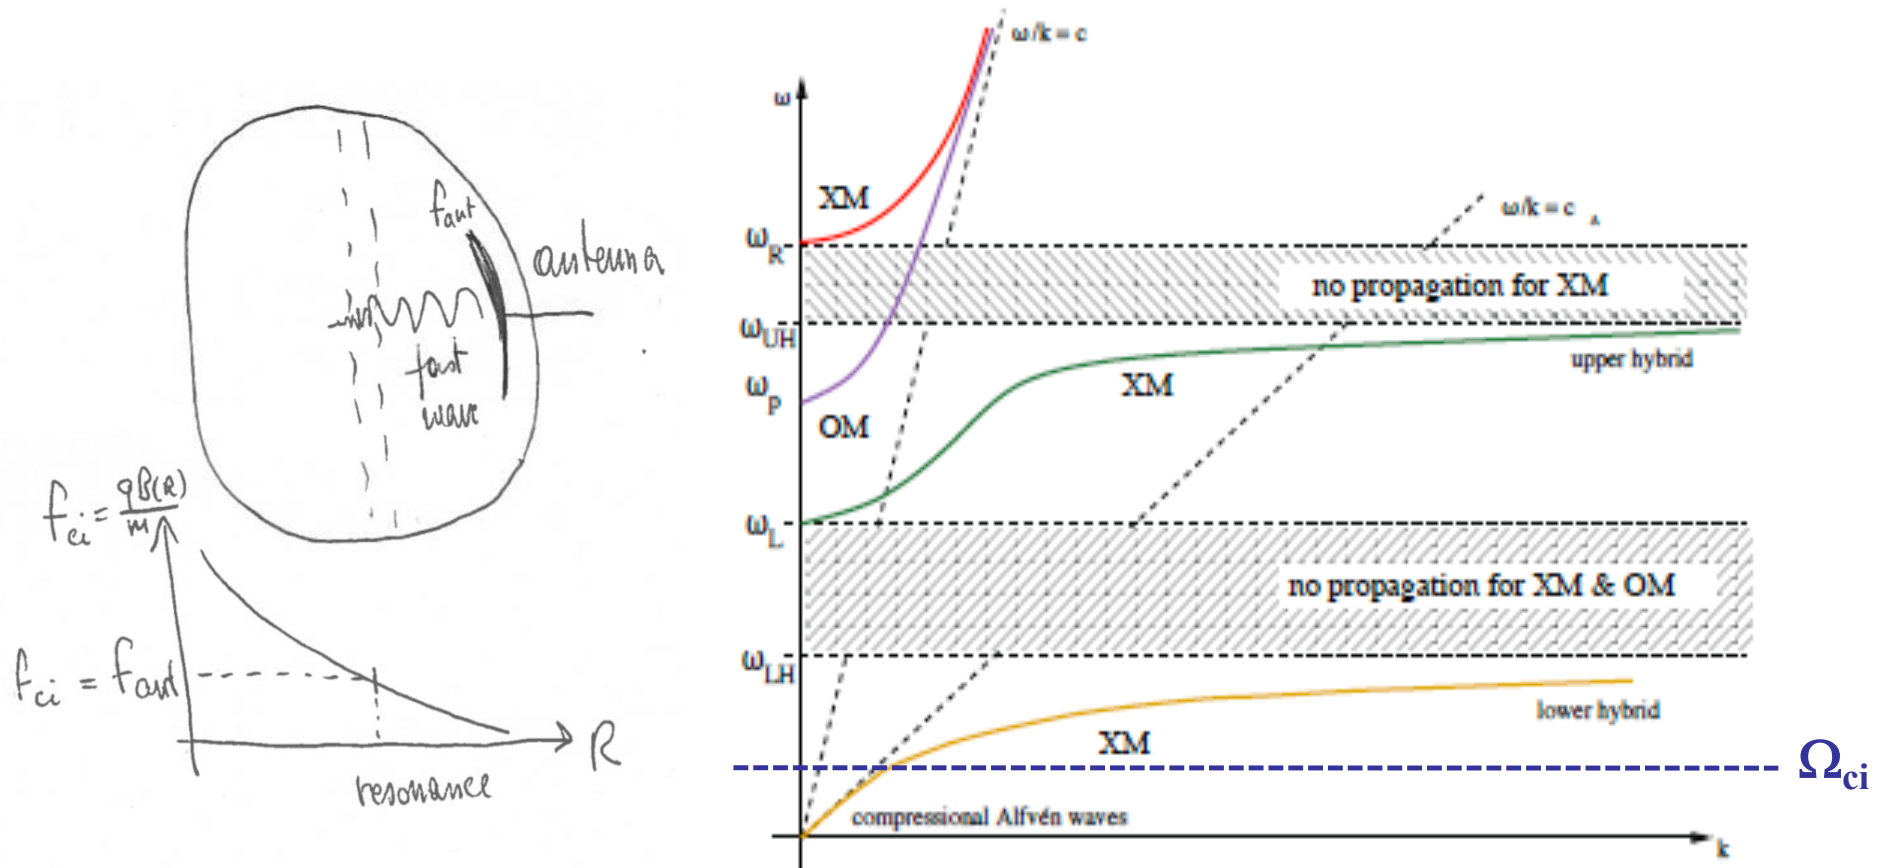 f_ant
antenna
fast
wave
f_ci = qB(R)/m
f_ci = f_ant
R
resonance
ω/k = c
ω
XM
ω_R
ω/k = c_A
no propagation for XM
ω_UH
upper hybrid
ω_p
XM
OM
ω_L
no propagation for XM & OM
ω_LH
lower hybrid
XM
Ω_ci
compressional Alfvén waves
k